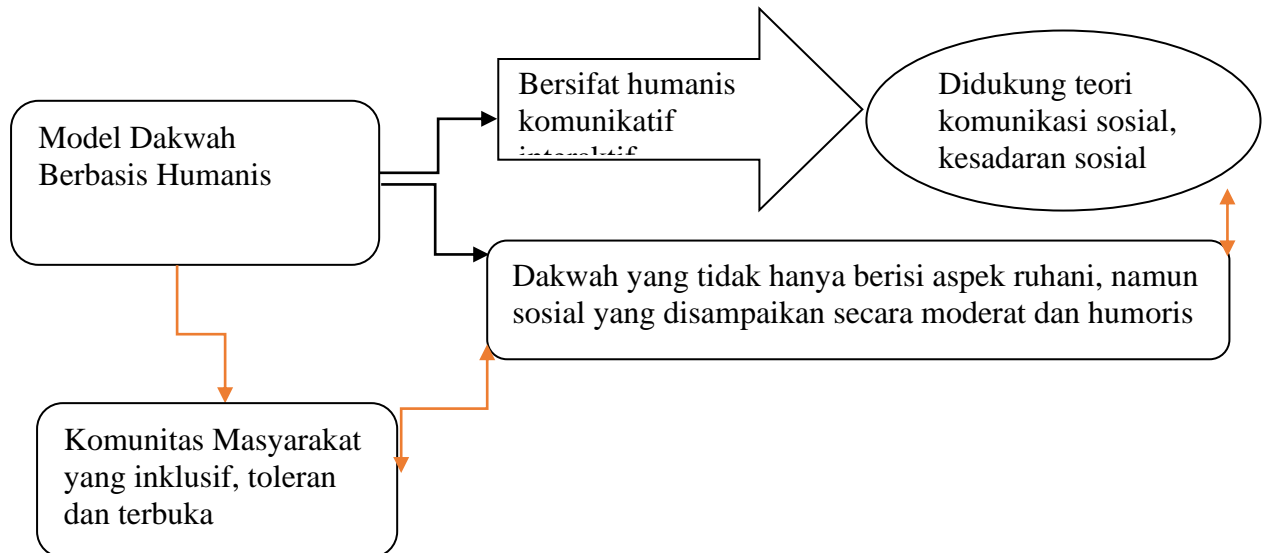 Model Dakwah
Berbasis Humanis
Bersifat humanis
komunikatif
interaktif
Didukung teori
komunikasi sosial,
kesadaran sosial
Dakwah yang tidak hanya berisi aspek ruhani, namun
sosial yang disampaikan secara moderat dan humoris
Komunitas Masyarakat
yang inklusif, toleran
dan terbuka